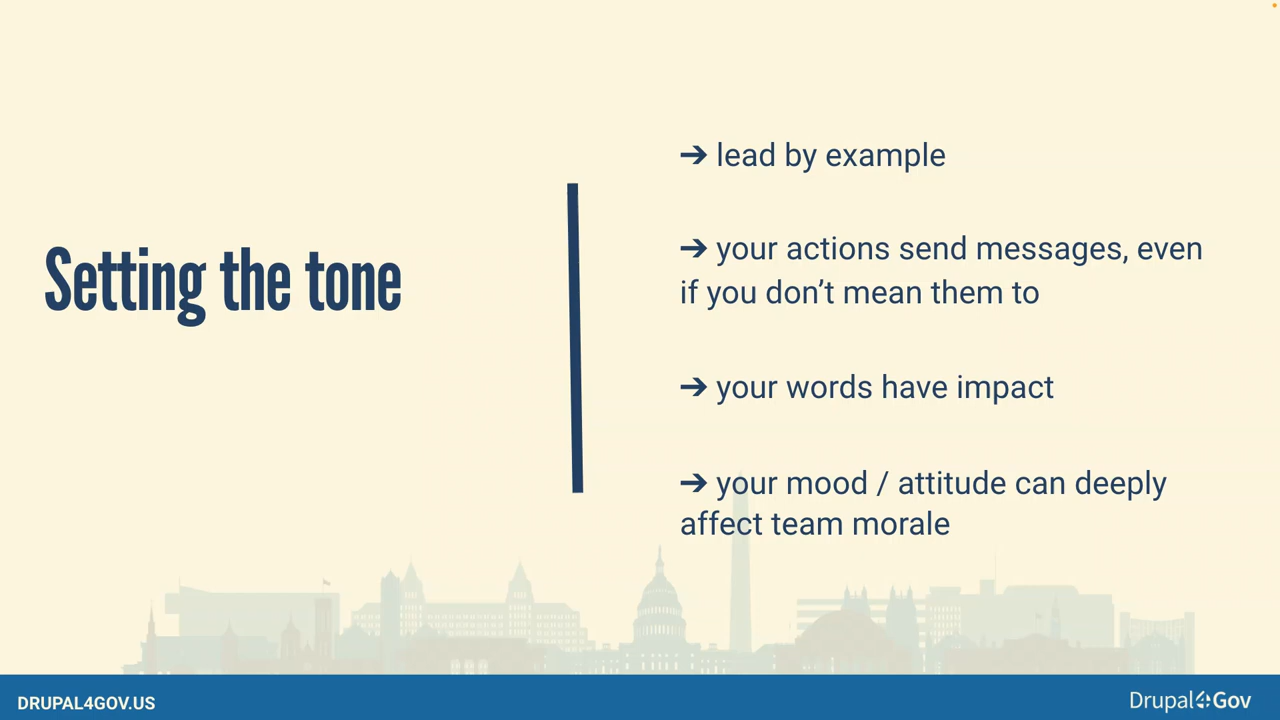 Setting the tone
➔ lead by example
➔ your actions send messages, even
if you don’t mean them to
➔ your words have impact
➔ your mood / attitude can deeply
affect team morale
DRUPAL4GOV.US
Drupal4Gov